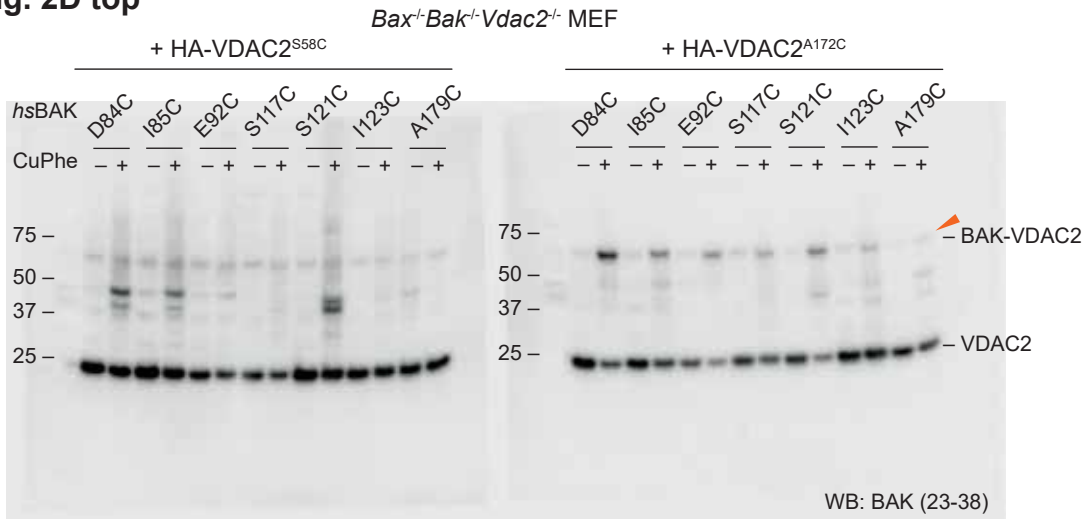 ig. 2D top
Bax-/-Bak-/-Vdac2-/- MEF
+ HA-VDAC2S58C
+ HA-VDAC2A172C
hsBAK D84C I85C E92C S117C S121C I123C A179C
D84C I85C E92C S117C S121C I123C A179C
CuPhe – + – + – + – + – + – + – +
– + – + – + – + – + – + – +
75 –
50 –
37 –
25 –
75 –
50 –
37 –
25 –
– BAK-VDAC2
– VDAC2
WB: BAK (23-38)